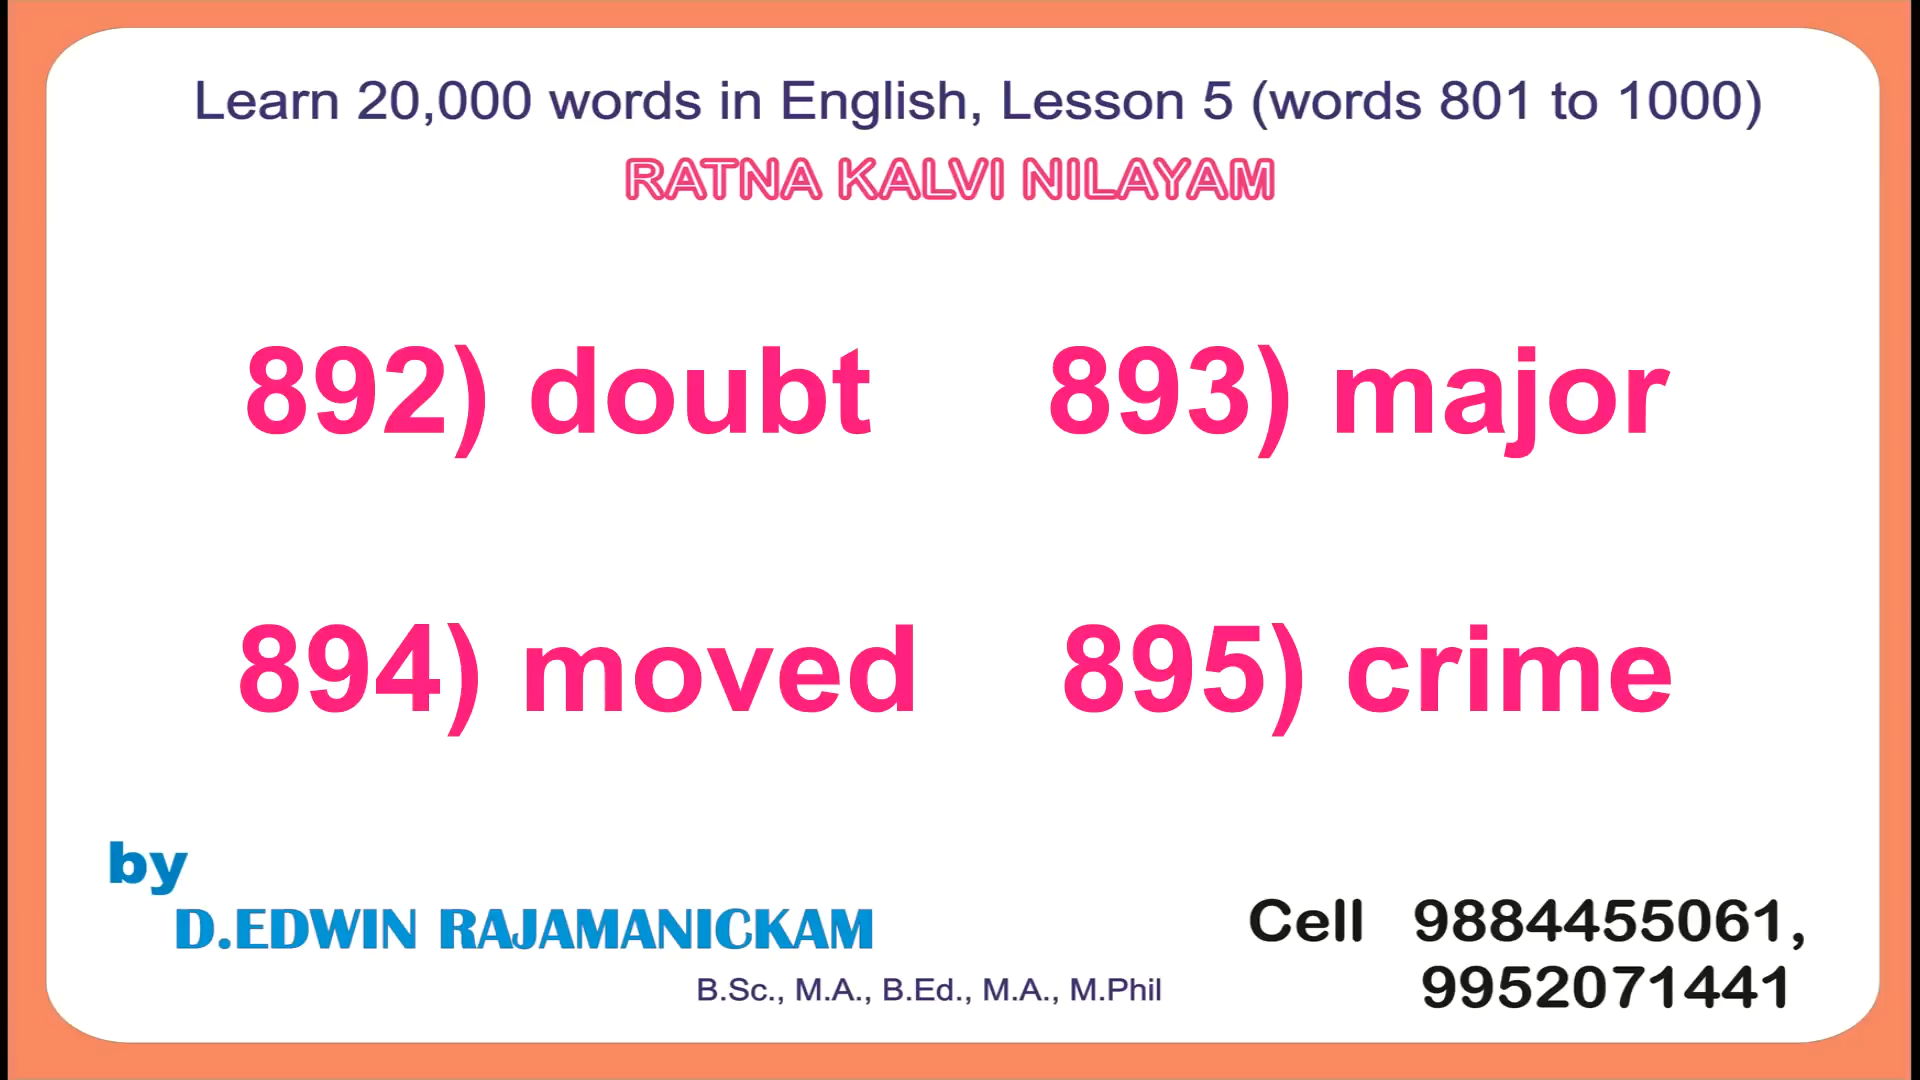 Learn 20,000 words in English, Lesson 5 (words 801 to 1000)
RATNA KALVI NILAYAM
892) doubt 893) major
894) moved 895) crime
by
D.EDWIN RAJAMANICKAM
B.Sc., M.A., B.Ed., M.A., M.Phil
Cell 9884455061,
9952071441